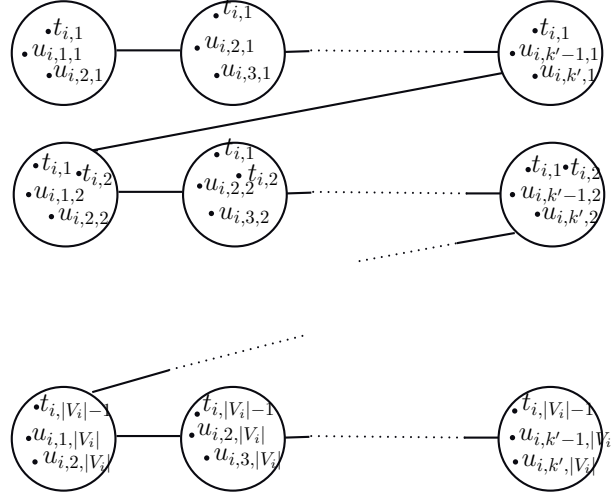 t_{i,1} t_{i,1} t_{i,1}
u_{i,1,1} u_{i,2,1} u_{i,k'-1,1}
u_{i,2,1} u_{i,3,1} u_{i,k',1}
t_{i,1} t_{i,2} t_{i,1} t_{i,2} t_{i,1} t_{i,2}
u_{i,1,2} u_{i,2,2} u_{i,k'-1,2}
u_{i,2,2} u_{i,3,2} u_{i,k',2}
t_{i,|V_i|-1} t_{i,|V_i|-1} t_{i,|V_i|-1}
u_{i,1,|V_i|} u_{i,2,|V_i|} u_{i,k'-1,|V_i
u_{i,2,|V_i|} u_{i,3,|V_i|} u_{i,k',|V_i|}